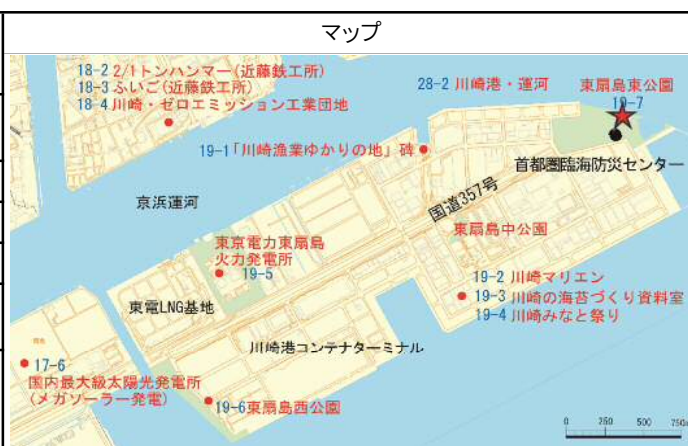 マップ
18-2 2/1トンハンマー(近藤鉄工所)
18-3 ふいご(近藤鉄工所)
18-4 川崎・ゼロエミッション工業団地
28-2 川崎港・運河
東扇島東公園
19-7
19-1「川崎漁業ゆかりの地」碑
首都圏臨海防災センター
国道357号
京浜運河
東扇島中公園
東京電力東扇島
火力発電所
19-5
19-2 川崎マリエン
19-3 川崎の海苔づくり資料室
19-4 川崎みなと祭り
東電LNG基地
川崎港コンテナターミナル
17-6
国内最大級太陽光発電所
(メガソーラー発電)
19-6東扇島西公園
0 250 500 750m